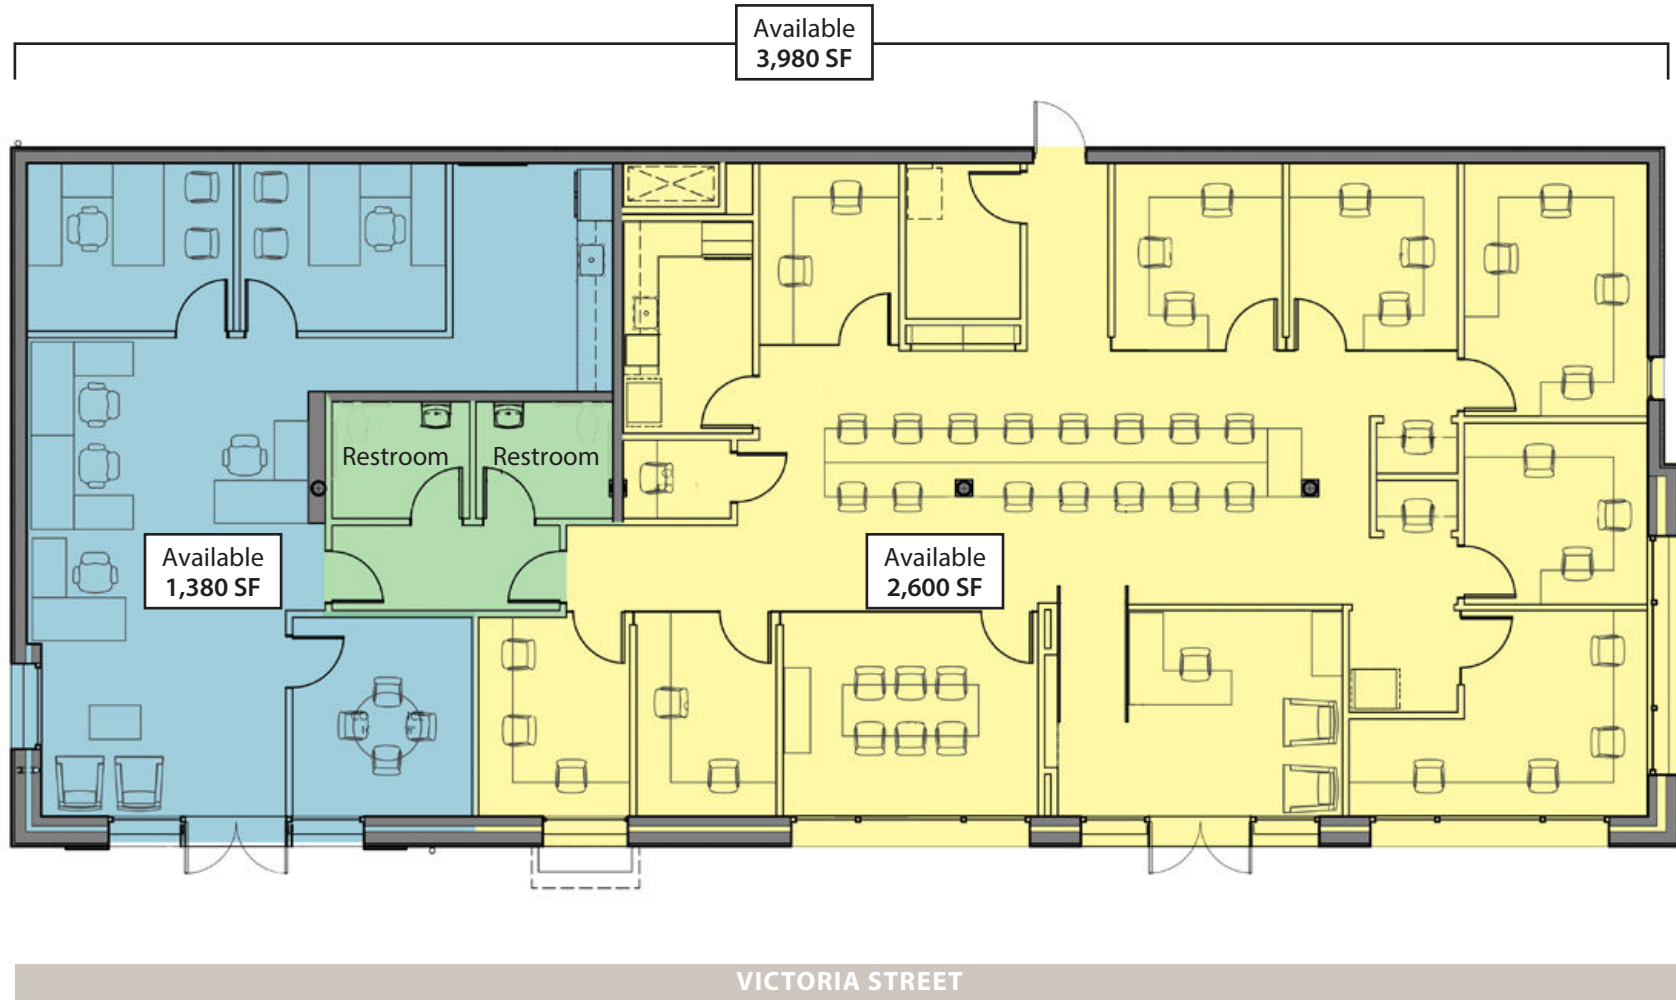 Available
3,980 SF
Restroom
Restroom
Available
1,380 SF
Available
2,600 SF
VICTORIA STREET